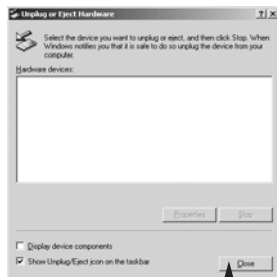 Unplug or Eject Hardware
Select the device you want to unplug or eject, and then click Stop. When
Windows notifies you that it is safe to do so unplug the device from your
computer.
Hardware devices:
Properties
Stop
Display device components
Show Unplug/Eject icon on the taskbar
Close